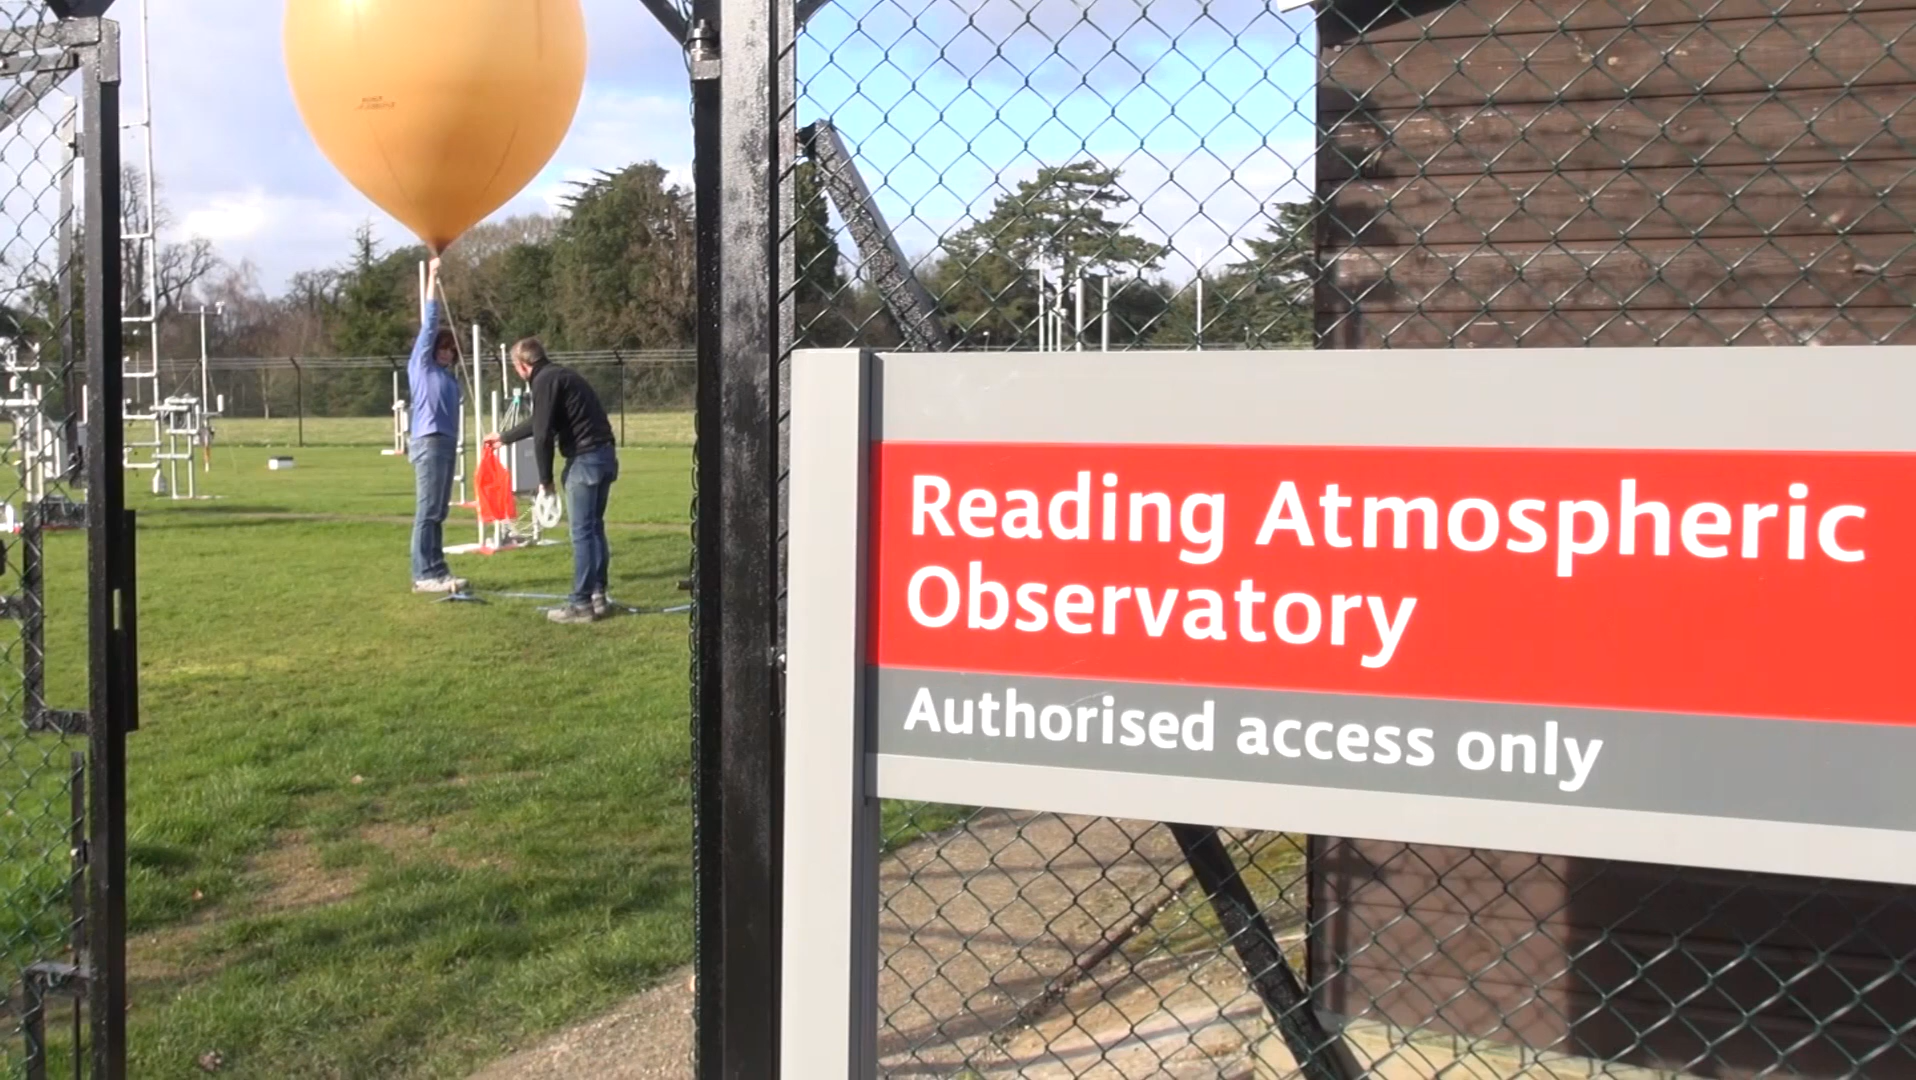 Reading Atmospheric
Observatory
Authorised access only